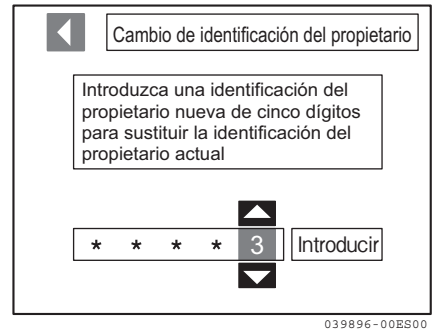 Cambio de identificación del propietario
Introduzca una identificación del
propietario nueva de cinco dígitos
para sustituir la identificación del
propietario actual
* * * * 3 Introducir
039896-00ES00